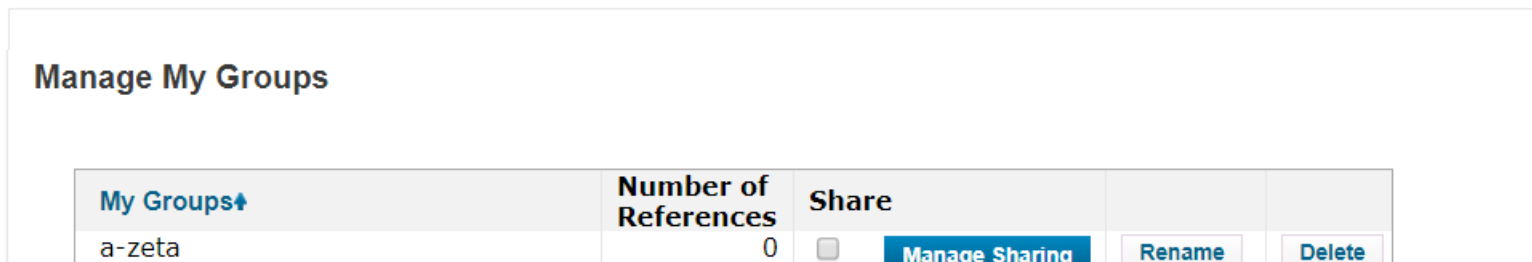 Manage My Groups
My Groups
Number of
References
Share
a-zeta
0
Manage Sharing
Rename
Delete